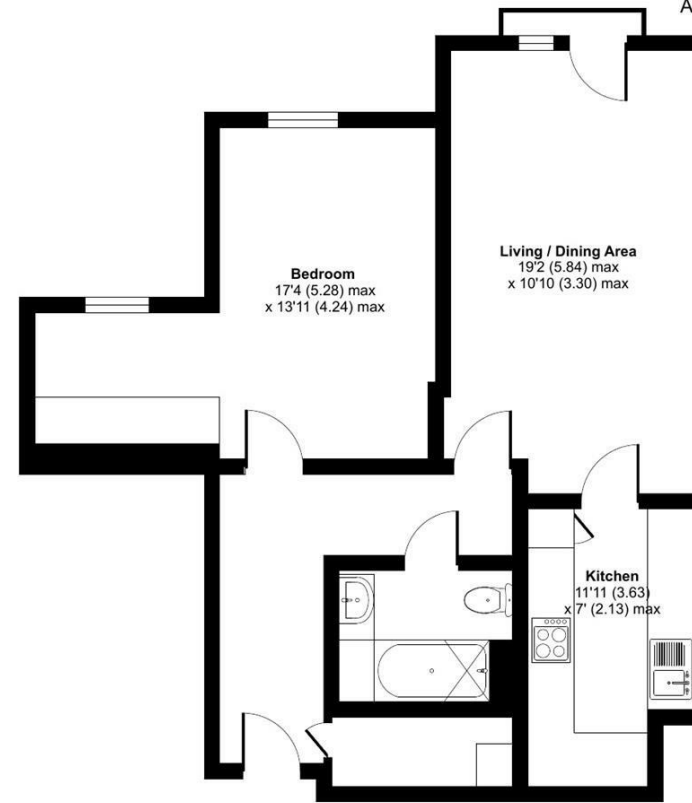 A
Living / Dining Area
19'2 (5.84) max
x 10'10 (3.30) max
Bedroom
17'4 (5.28) max
x 13'11 (4.24) max
Kitchen
11'11 (3.63)
x 7' (2.13) max